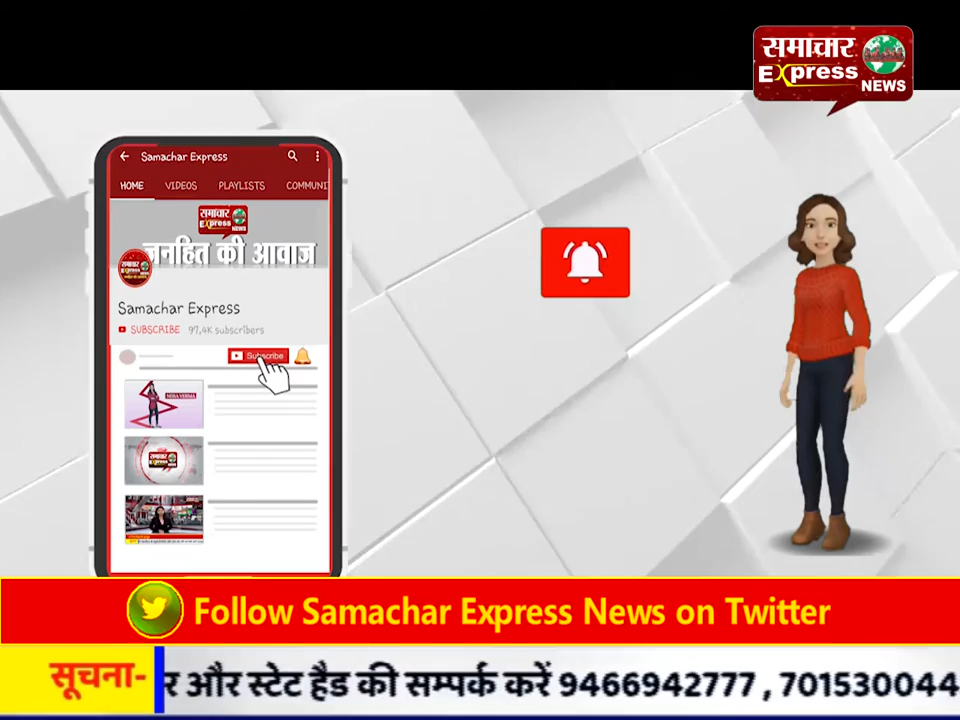 समाचार
Express
NEWS
Samachar Express
HOME VIDEOS PLAYLISTS COMMUNI
समाचार
Express
NEWS
जनहित की आवाज
Samachar Express
SUBSCRIBE 97.4K subscribers
Subscribe
Follow Samachar Express News on Twitter
सूचना- र और स्टेट हैड की सम्पर्क करें 9466942777 , 701530044